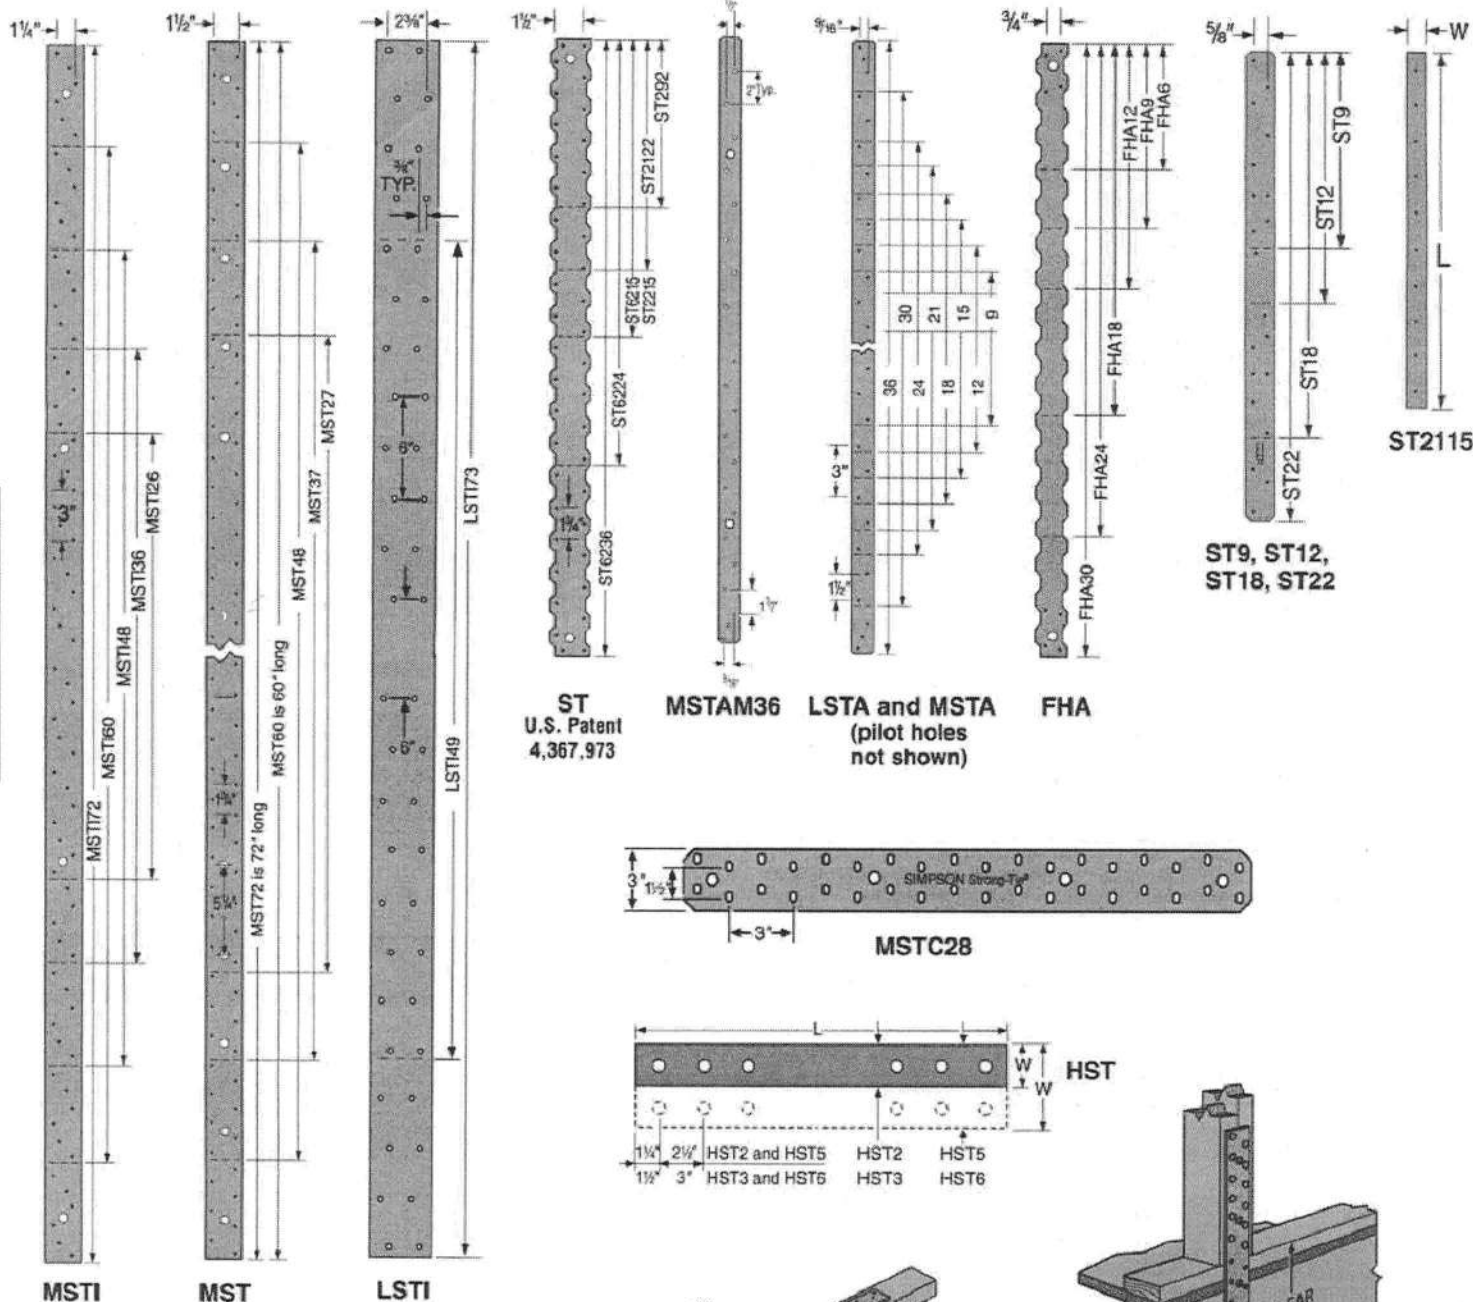 1¼"
1½"
2⅜"
1½"
½"
9/16"
¾"
5/8"
W
2" Typ.
⅜"
TYP.
ST292
ST2122
ST6215
ST2215
ST6224
ST6236
1¾"
30
21
15
9
36
24
18
12
3"
1½"
FHA6
FHA9
FHA12
FHA18
FHA24
FHA30
ST9
ST12
ST18
ST22
L
ST2115
ST9, ST12,
ST18, ST22
3"
MSTI26
MSTI36
MSTI48
MSTI60
MSTI72
MST27
MST37
MST48
MST60 is 60" long
MST72 is 72" long
1¾"
5¼"
6"
6"
LSTI73
LSTI49
ST
U.S. Patent
4,367,973
MSTAM36
LSTA and MSTA
(pilot holes
not shown)
FHA
3"
1½"
SIMPSON Strong-Tie®
3"
MSTC28
L
W
W
HST
1¼" 2½" HST2 and HST5 HST2 HST5
1½" 3" HST3 and HST6 HST3 HST6
MSTI
MST
LSTI